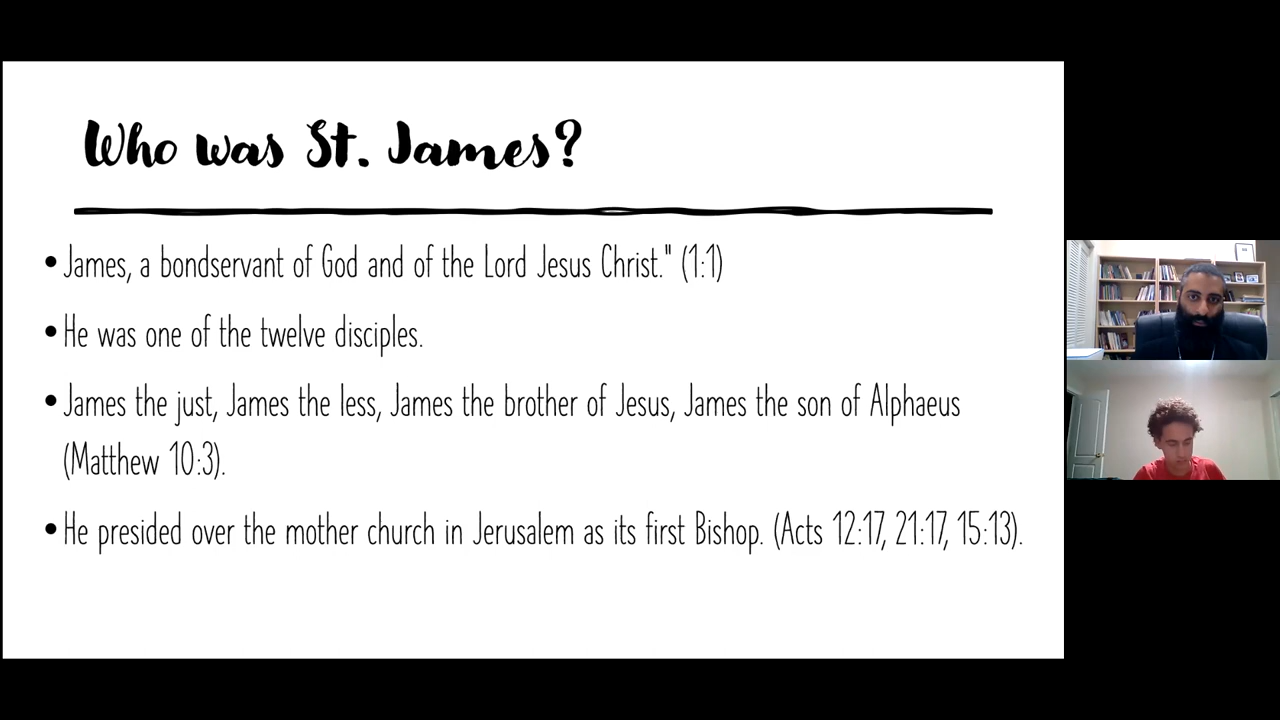 Who was St. James?
• James, a bondservant of God and of the Lord Jesus Christ." (1:1)
• He was one of the twelve disciples.
• James the just, James the less, James the brother of Jesus, James the son of Alphaeus
(Matthew 10:3).
• He presided over the mother church in Jerusalem as its first Bishop. (Acts 12:17, 21:17, 15:13).